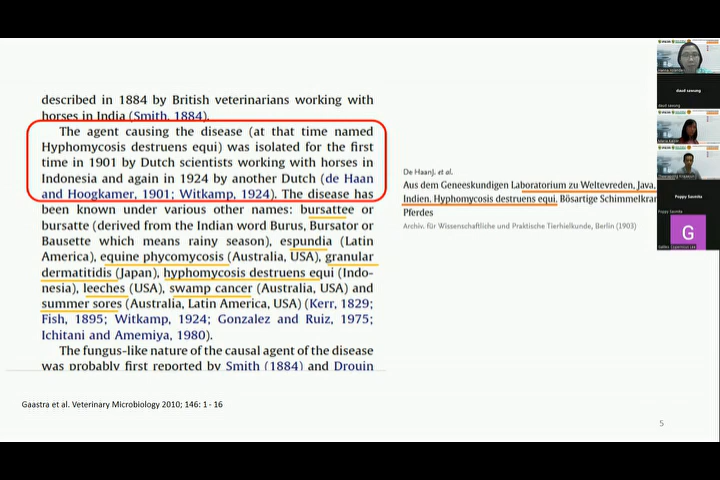 described in 1884 by British veterinarians working with
horses in India (Smith, 1884).
The agent causing the disease (at that time named
Hyphomycosis destruens equi) was isolated for the first
time in 1901 by Dutch scientists working with horses in
Indonesia and again in 1924 by another Dutch (de Haan
and Hoogkamer, 1901; Witkamp, 1924). The disease has
been known under various other names: bursattee or
bursatte (derived from the Indian word Burus, Bursator or
Bausette which means rainy season), espundia (Latin
America), equine phycomycosis (Australia, USA), granular
dermatitidis (Japan), hyphomycosis destruens equi (Indo-
nesia), leeches (USA), swamp cancer (Australia, USA) and
summer sores (Australia, Latin America, USA) (Kerr, 1829;
Fish, 1895; Witkamp, 1924; Gonzalez and Ruiz, 1975;
Ichitani and Amemiya, 1980).
The fungus-like nature of the causal agent of the disease
was probably first reported by Smith (1884) and Drouin
De HaanJ. et al.
Aus dem Geneeskundigen Laboratorium zu Weltevreden, Java,
Indien, Hyphomycosis destruens equi, Bösartige Schimmelkran
Pferdes
Archiv. für Wissenschaftliche und Praktische Tierhielkunde, Berlin (1903)
Gaastra et al. Veterinary Microbiology 2010; 146: 1 - 16
5
daud sawung
daud sawung
Poppy Savmita
Poppy Savmita
G